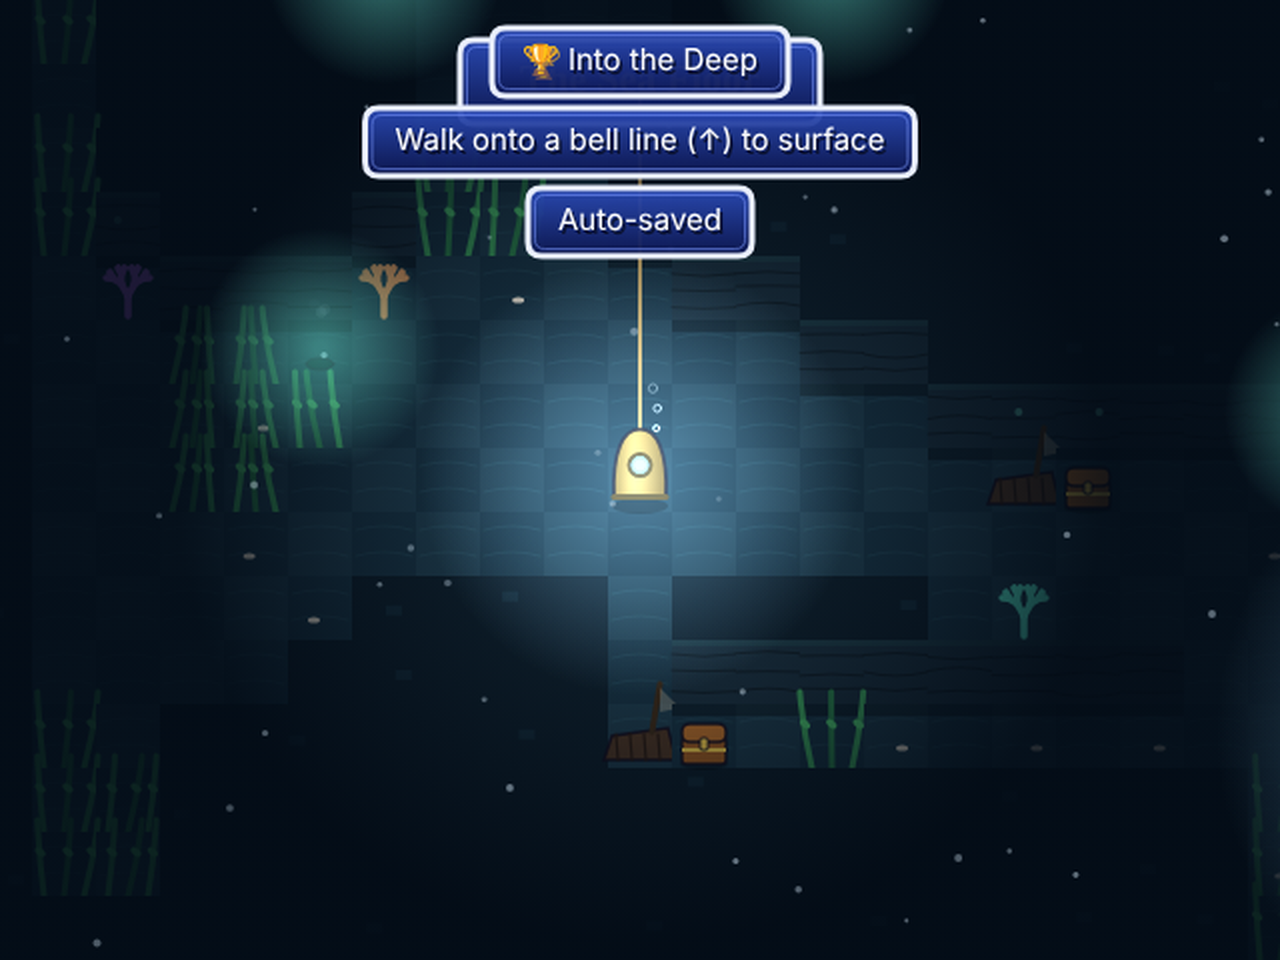 🏆 Into the Deep
Walk onto a bell line (↑) to surface
Auto-saved